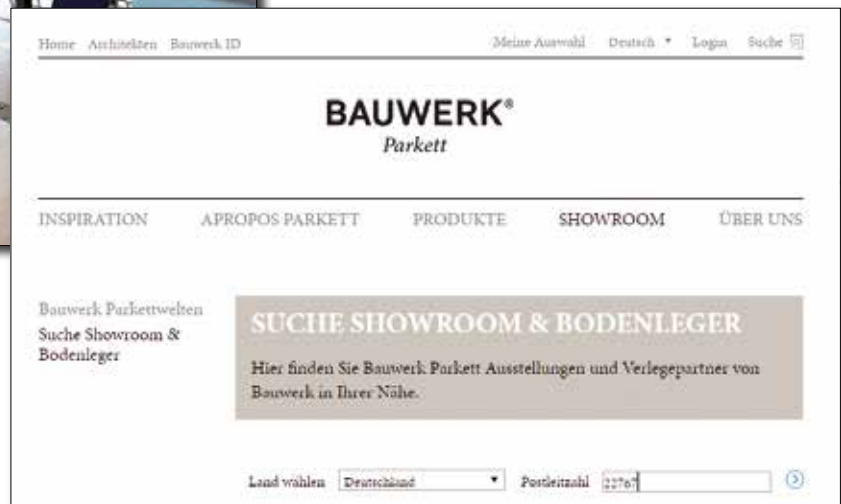 Home Architekten Bauwerk ID Meine Auswahl Deutsch Login Suche
BAUWERK®
Parkett
INSPIRATION APROPOS PARKETT PRODUKTE SHOWROOM ÜBER UNS
Bauwerk Parkettwelten
Suche Showroom &
Bodenleger
SUCHE SHOWROOM & BODENLEGER
Hier finden Sie Bauwerk Parkett Ausstellungen und Verlegepartner von
Bauwerk in Ihrer Nähe.
Land wählen Deutschland Postleitzahl 22767